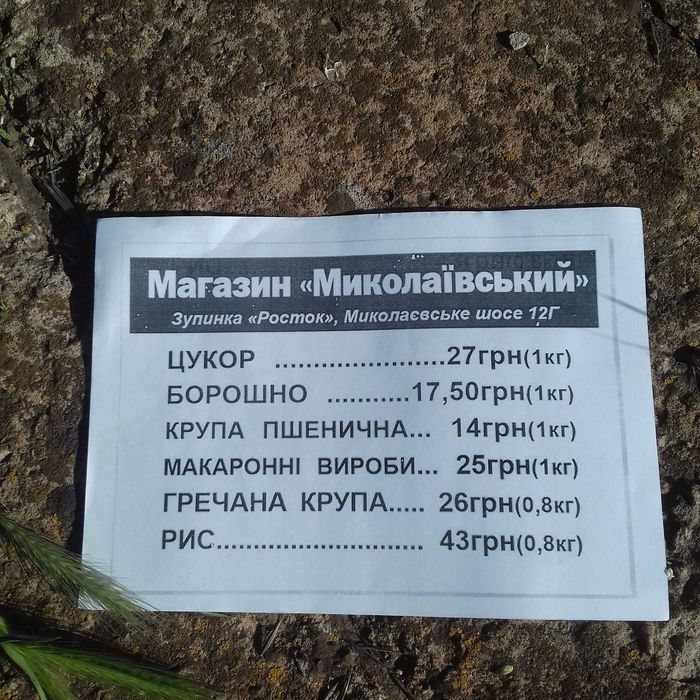 Магазин «Миколаївський»
Зупинка «Росток», Миколаєвське шосе 12Г
ЦУКОР ......................27грн(1кг)
БОРОШНО ...........17,50грн(1кг)
КРУПА ПШЕНИЧНА... 14грн(1кг)
МАКАРОННІ ВИРОБИ... 25грн(1кг)
ГРЕЧАНА КРУПА..... 26грн(0,8кг)
РИС........................... 43грн(0,8кг)